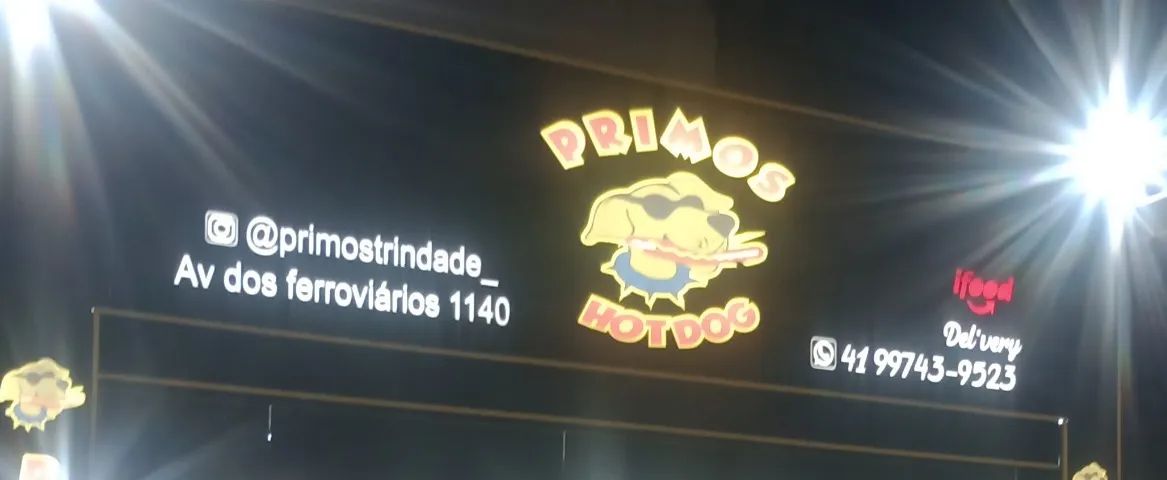 PRIMOS
HOT DOG
@primostrindade_
Av dos ferroviários 1140
ifood
Del'very
41 99743-9523